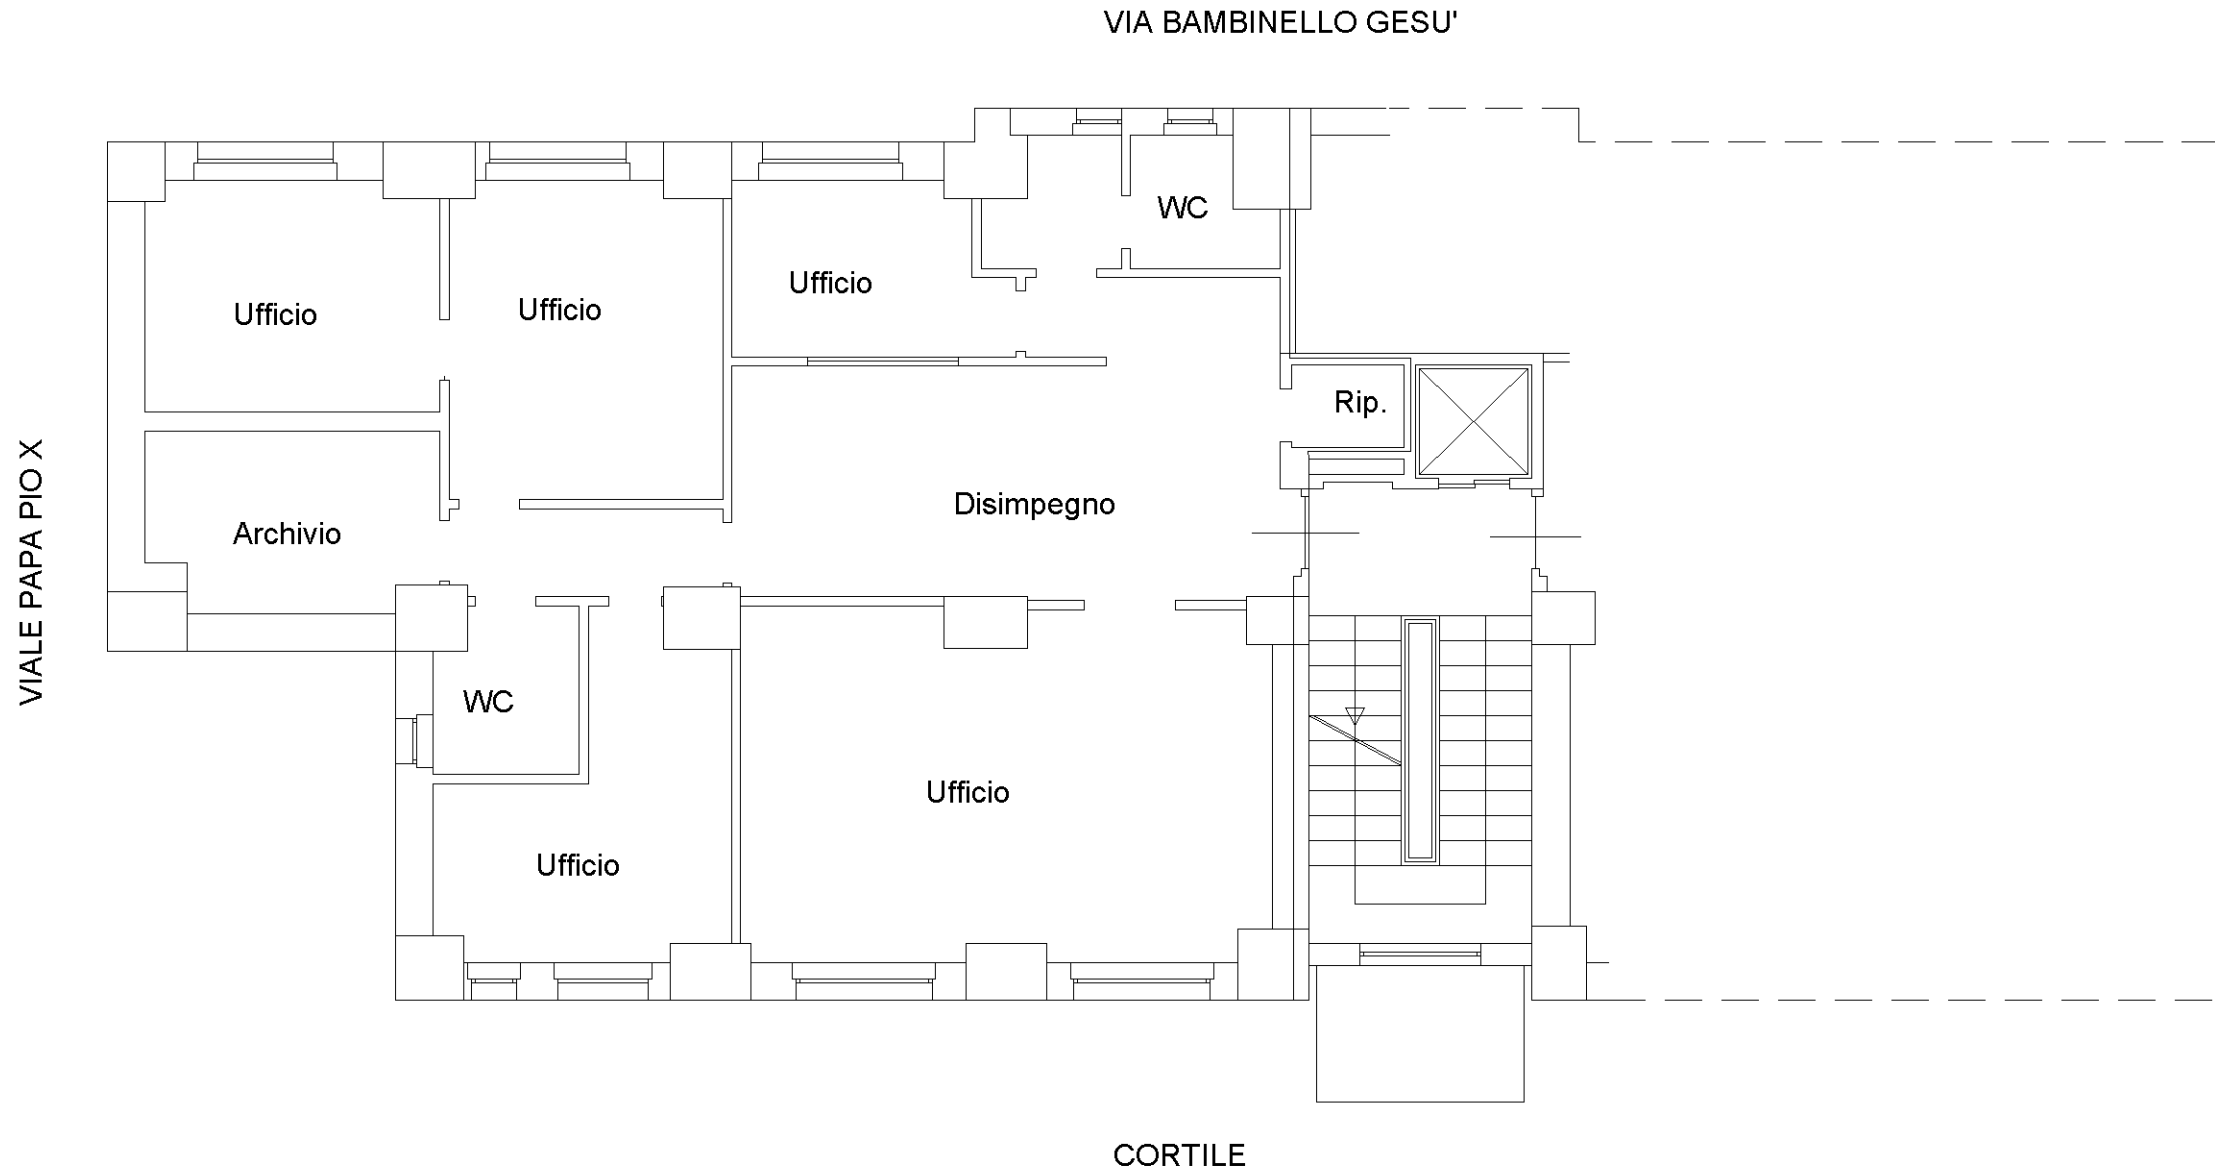 VIA BAMBINELLO GESU'
WC
Ufficio
Ufficio
Ufficio
Rip.
VIALE PAPA PIO X
Archivio
Disimpegno
WC
Ufficio
Ufficio
CORTILE